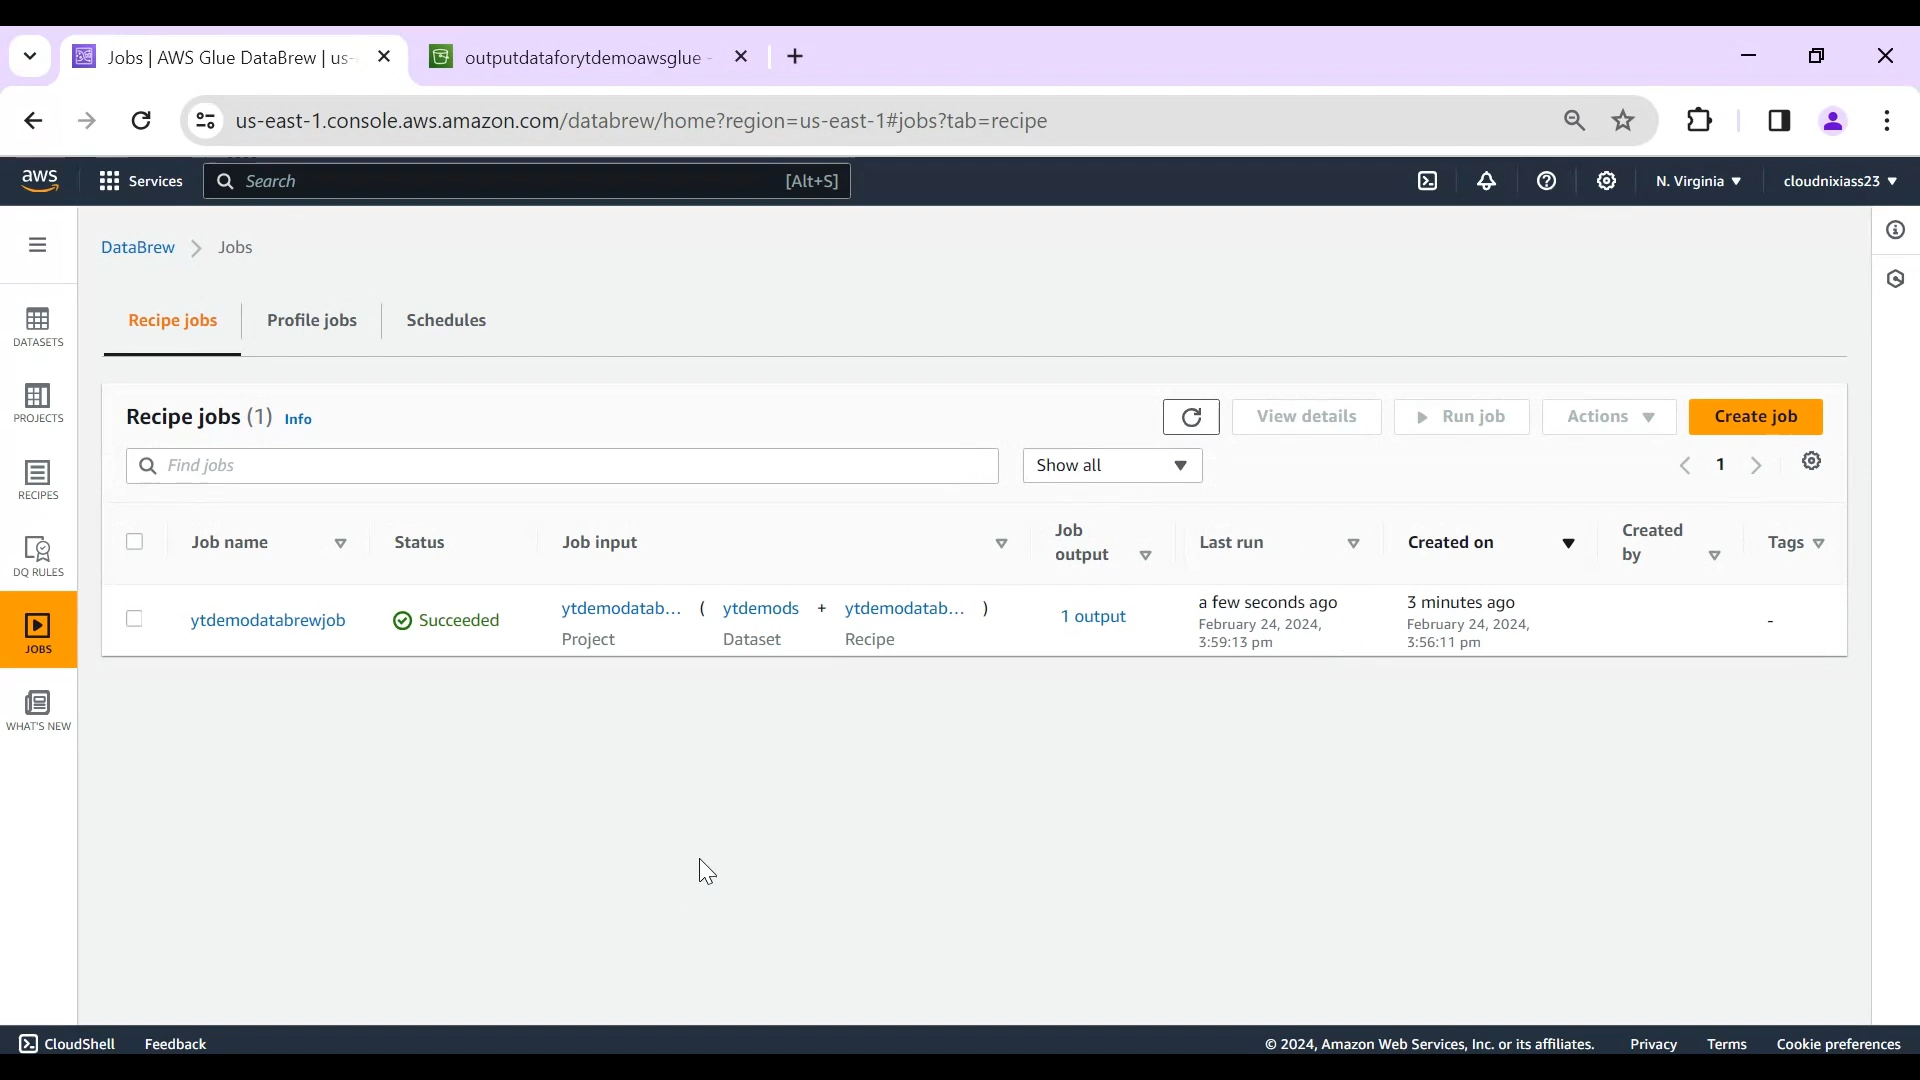 Jobs | AWS Glue DataBrew | us-
outputdataforytdemoawsglue -
us-east-1.console.aws.amazon.com/databrew/home?region=us-east-1#jobs?tab=recipe
aws
Services
Search
[Alt+S]
N. Virginia
cloudnixiass23
DataBrew
Jobs
DATASETS
PROJECTS
RECIPES
DQ RULES
JOBS
WHAT'S NEW
Recipe jobs
Profile jobs
Schedules
Recipe jobs (1) Info
View details
Run job
Actions
Create job
Find jobs
Show all
1
Job name
Status
Job input
Job output
Last run
Created on
Created by
Tags
ytdemodatabrewjob
Succeeded
ytdemodatab... ( ytdemods + ytdemodatab... )
Project Dataset Recipe
1 output
a few seconds ago
February 24, 2024,
3:59:13 pm
3 minutes ago
February 24, 2024,
3:56:11 pm
-
CloudShell
Feedback
© 2024, Amazon Web Services, Inc. or its affiliates.
Privacy
Terms
Cookie preferences